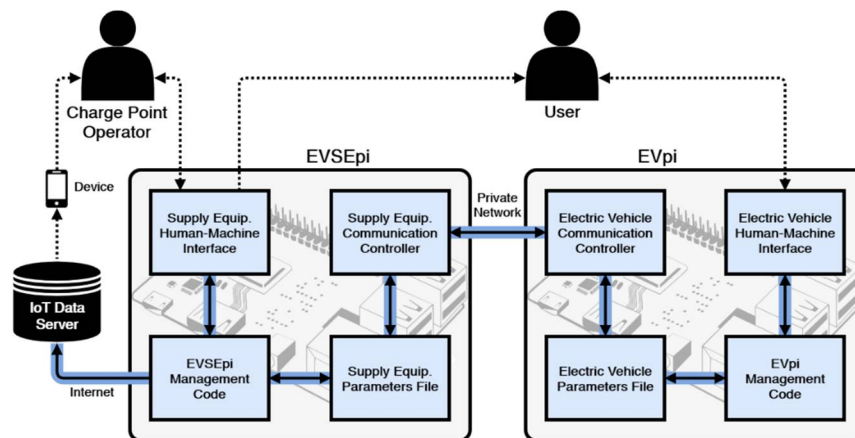 Charge Point
Operator
User
EVSEpi
EVpi
Device
Private
Network
Supply Equip.
Human-Machine
Interface
Supply Equip.
Communication
Controller
Electric Vehicle
Communication
Controller
Electric Vehicle
Human-Machine
Interface
IoT Data
Server
Internet
EVSEpi
Management
Code
Supply Equip.
Parameters File
Electric Vehicle
Parameters File
EVpi
Management
Code